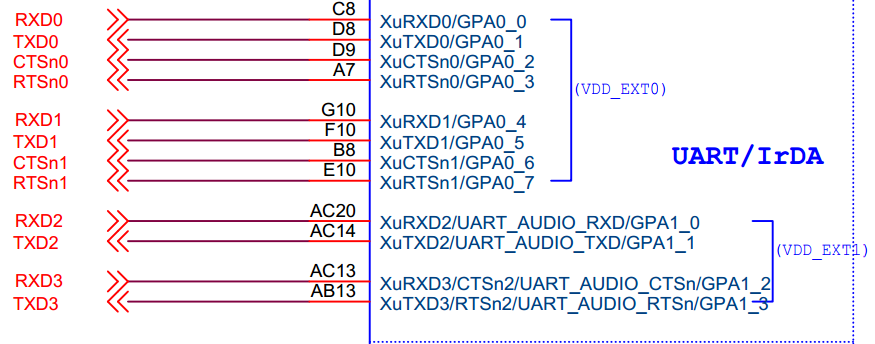 RXD0 C8 XuRXD0/GPA0_0
TXD0 D8 XuTXD0/GPA0_1
CTSn0 D9 XuCTSn0/GPA0_2
RTSn0 A7 XuRTSn0/GPA0_3
(VDD_EXT0)
RXD1 G10 XuRXD1/GPA0_4
TXD1 F10 XuTXD1/GPA0_5
CTSn1 B8 XuCTSn1/GPA0_6
RTSn1 E10 XuRTSn1/GPA0_7
UART/IrDA
RXD2 AC20 XuRXD2/UART_AUDIO_RXD/GPA1_0
TXD2 AC14 XuTXD2/UART_AUDIO_TXD/GPA1_1
(VDD_EXT1)
RXD3 AC13 XuRXD3/CTSn2/UART_AUDIO_CTSn/GPA1_2
TXD3 AB13 XuTXD3/RTSn2/UART_AUDIO_RTSn/GPA1_3